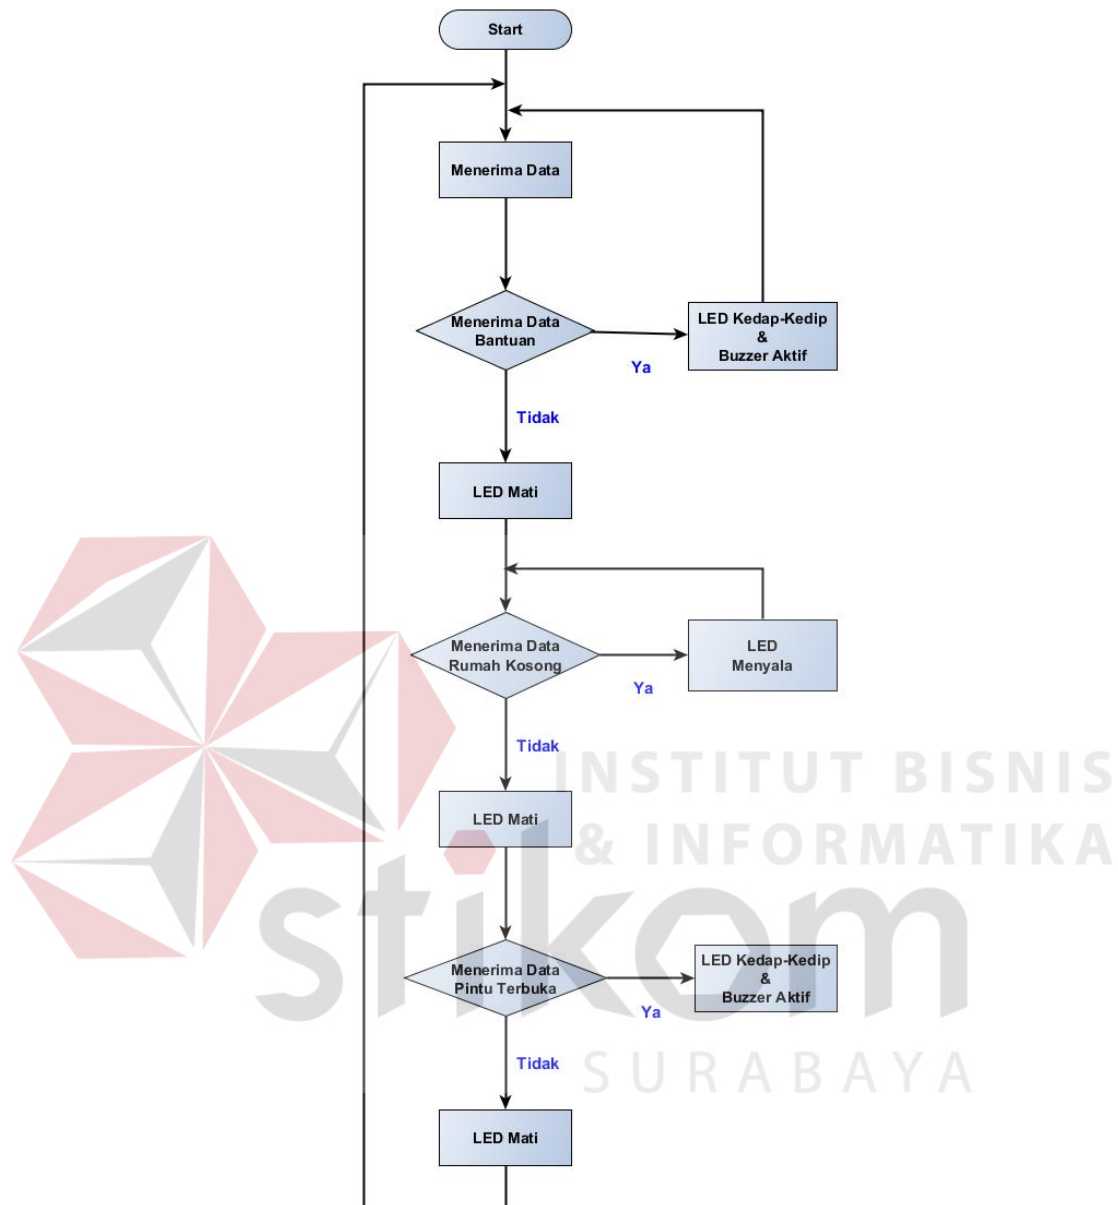 Start
Menerima Data
Menerima Data
Bantuan
Ya
LED Kedap-Kedip
&
Buzzer Aktif
Tidak
LED Mati
Menerima Data
Rumah Kosong
Ya
LED
Menyala
Tidak
LED Mati
Menerima Data
Pintu Terbuka
Ya
LED Kedap-Kedip
&
Buzzer Aktif
Tidak
LED Mati
INSTITUT BISNIS
& INFORMATIKA
stikom
SURABAYA